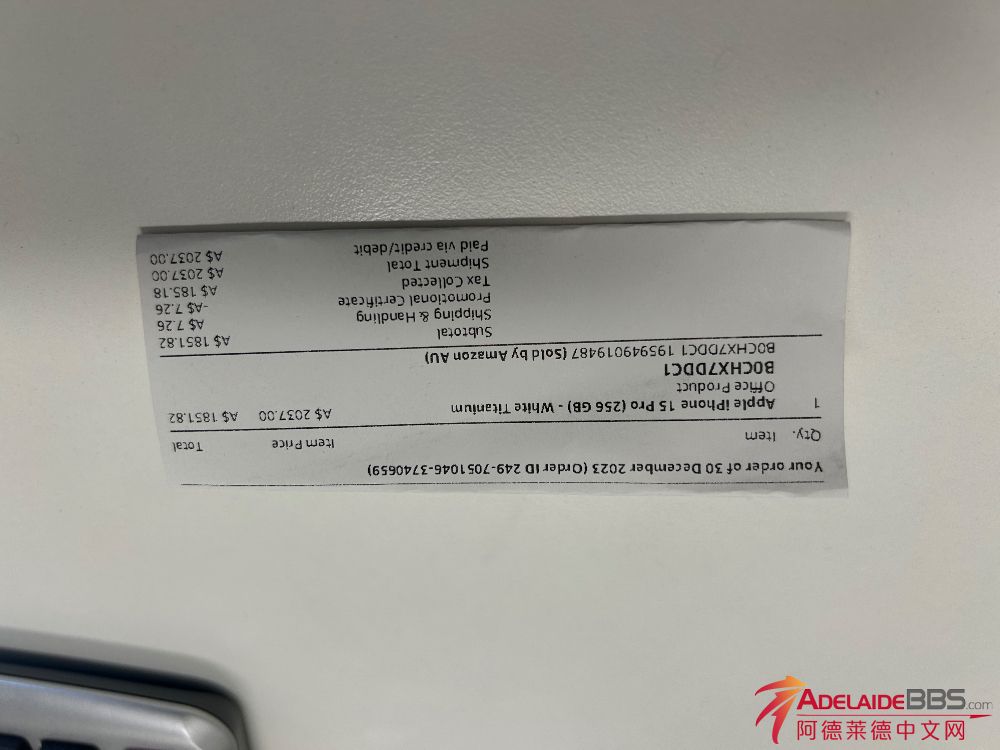 Your order of 30 December 2023 (Order ID 249-7051046-3740659)
Qty. Item Item Price Total
1 Apple iPhone 15 Pro (256 GB) - White Titanium A$ 2037.00 A$ 1851.82
Office Product
B0CHX7DDC1
B0CHX7DDC1 195949019487 (Sold by Amazon AU)
Subtotal A$ 1851.82
Shipping & Handling A$ 7.26
Promotional Certificate -A$ 7.26
Tax Collected A$ 185.18
Shipment Total A$ 2037.00
Paid via credit/debit A$ 2037.00
ADELAIDEBBS.com
阿德莱德中文网